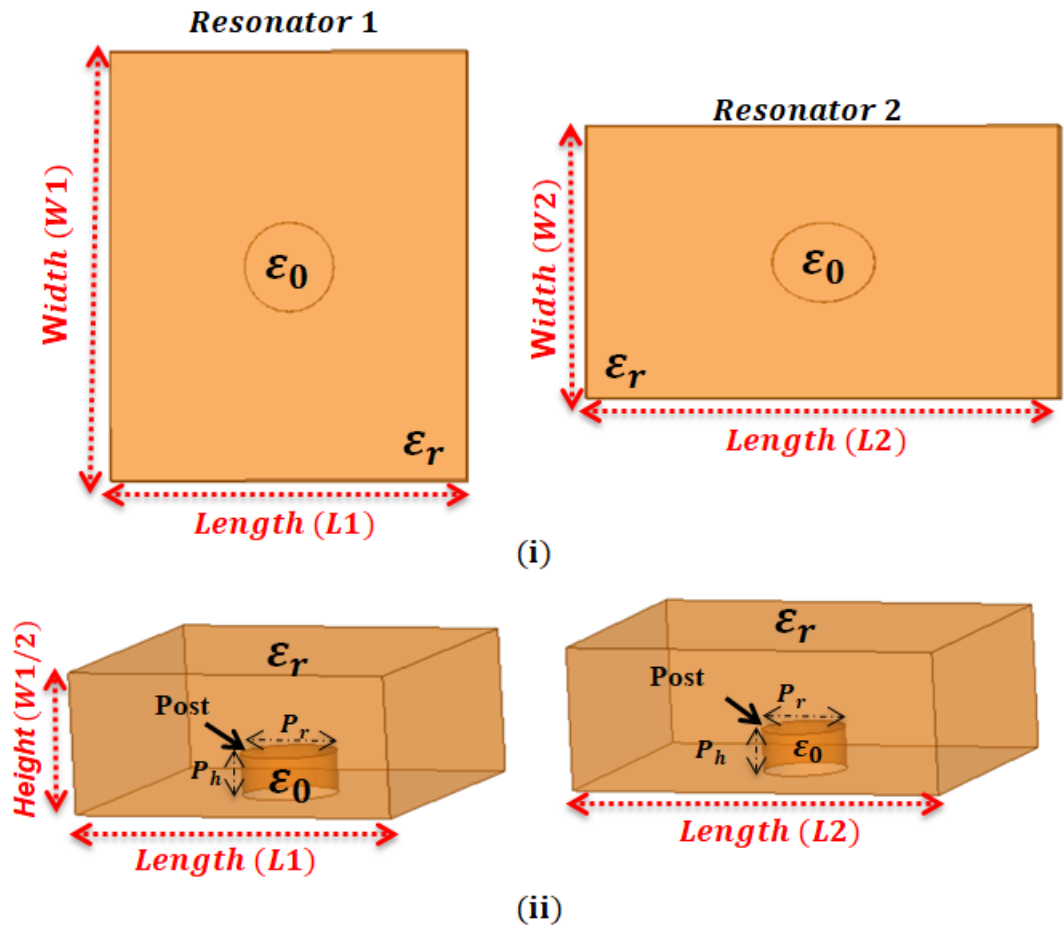 Resonator 1
Width (W1)
ε₀
εᵣ
Length (L1)
Resonator 2
Width (W2)
ε₀
εᵣ
Length (L2)
(i)
Height (W1/2)
εᵣ
Post
Pᵣ
Pₕ
ε₀
Length (L1)
εᵣ
Post
Pᵣ
Pₕ
ε₀
Length (L2)
(ii)